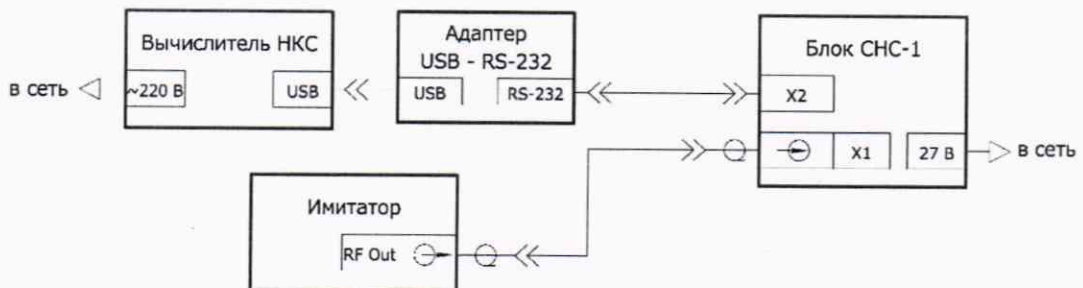 Вычислитель НКС
Адаптер
USB - RS-232
Блок СНС-1
в сеть
~220 В
USB
USB
RS-232
X2
X1
27 В
в сеть
Имитатор
RF Out